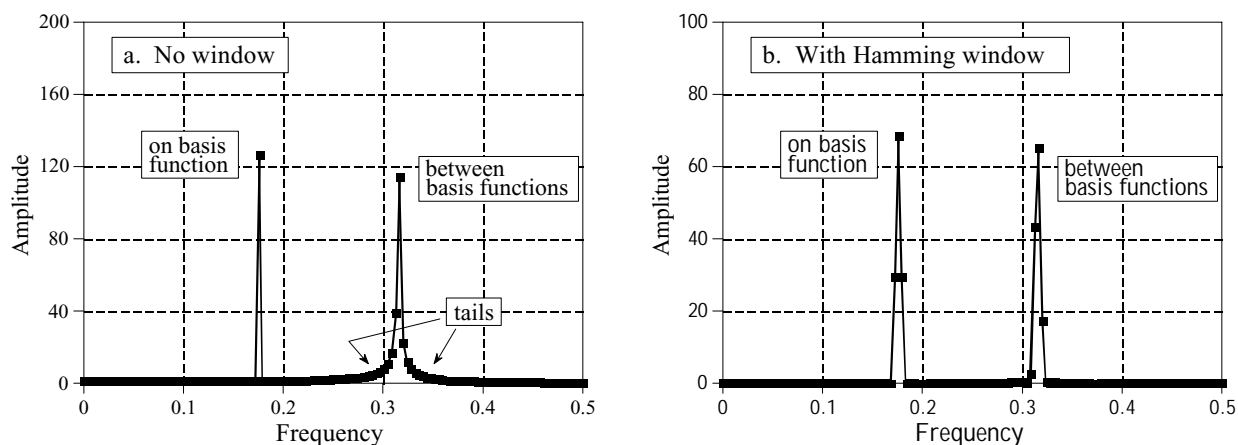 a. No window
200
160
120
80
40
0
Amplitude
on basis
function
between
basis functions
tails
0 0.1 0.2 0.3 0.4 0.5
Frequency
b. With Hamming window
100
80
60
40
20
0
Amplitude
on basis
function
between
basis functions
0 0.1 0.2 0.3 0.4 0.5
Frequency